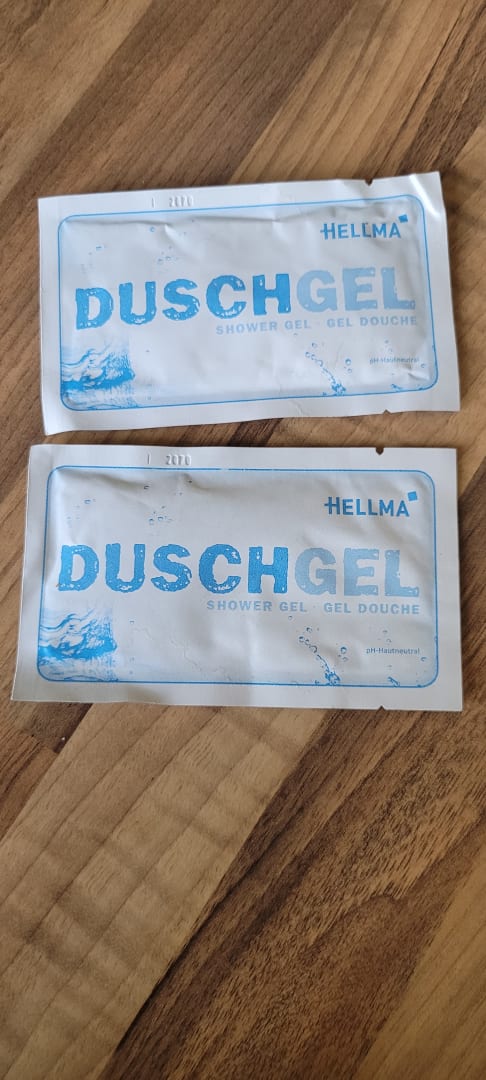 HELLMA
DUSCHGEL
SHOWER GEL · GEL DOUCHE
pH-Hautneutral
HELLMA
DUSCHGEL
SHOWER GEL · GEL DOUCHE
pH-Hautneutral